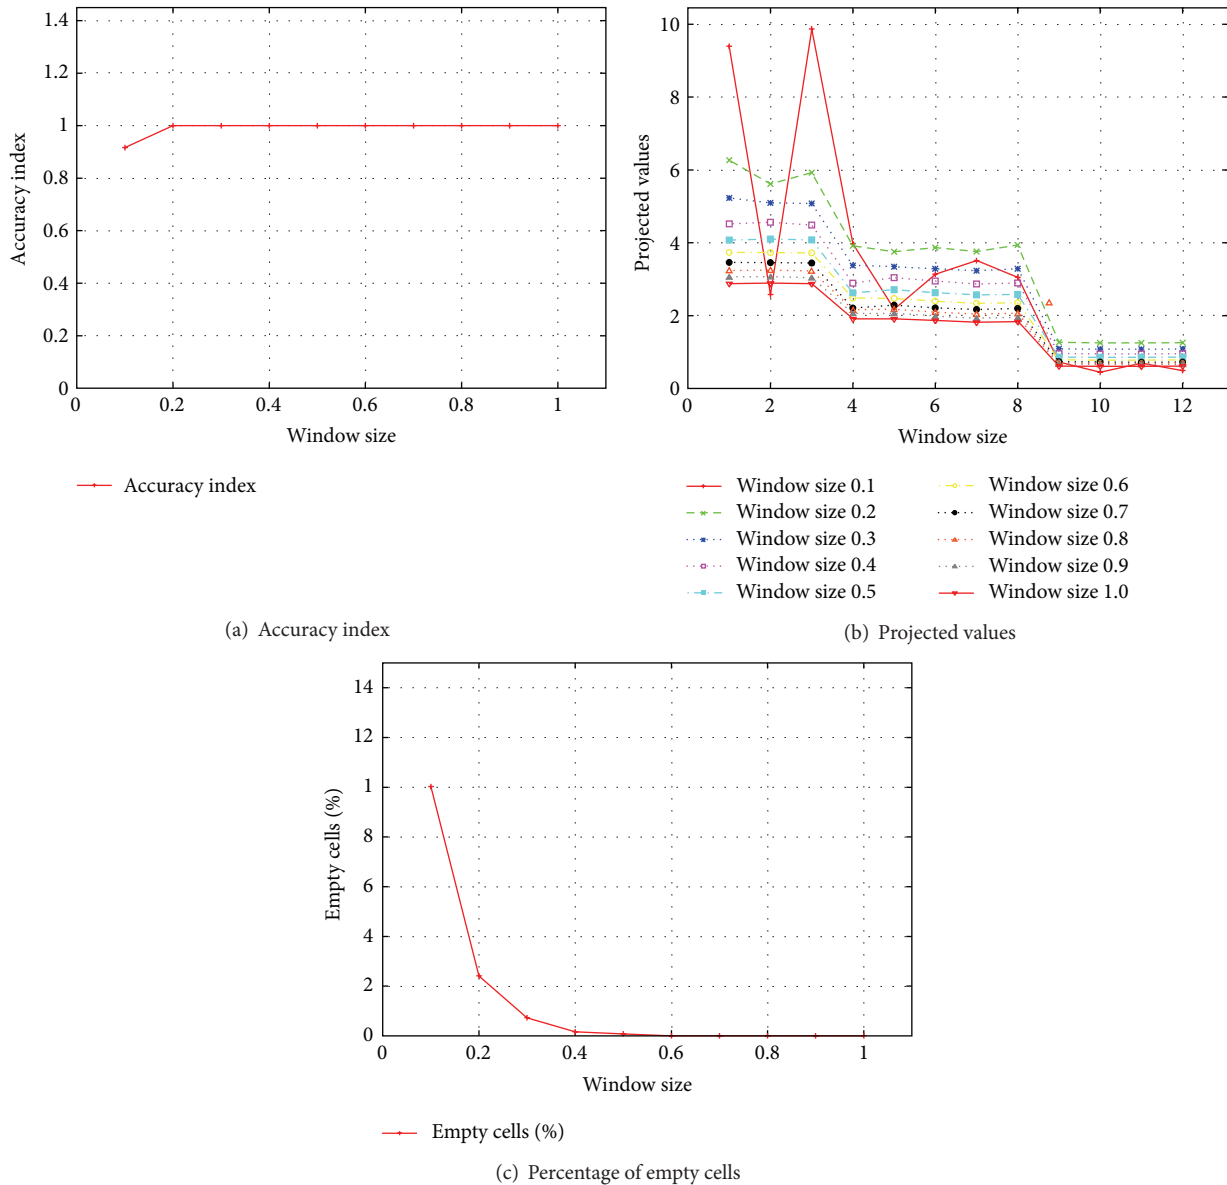 1.4
1.2
1
0.8
0.6
0.4
0.2
0
0 0.2 0.4 0.6 0.8 1
Accuracy index
Window size
Accuracy index
(a) Accuracy index
10
8
6
4
2
0
0 2 4 6 8 10 12
Projected values
Window size
Window size 0.1
Window size 0.2
Window size 0.3
Window size 0.4
Window size 0.5
Window size 0.6
Window size 0.7
Window size 0.8
Window size 0.9
Window size 1.0
(b) Projected values
14
12
1
8
6
4
2
0
0 0.2 0.4 0.6 0.8 1
Empty cells (%)
Window size
Empty cells (%)
(c) Percentage of empty cells